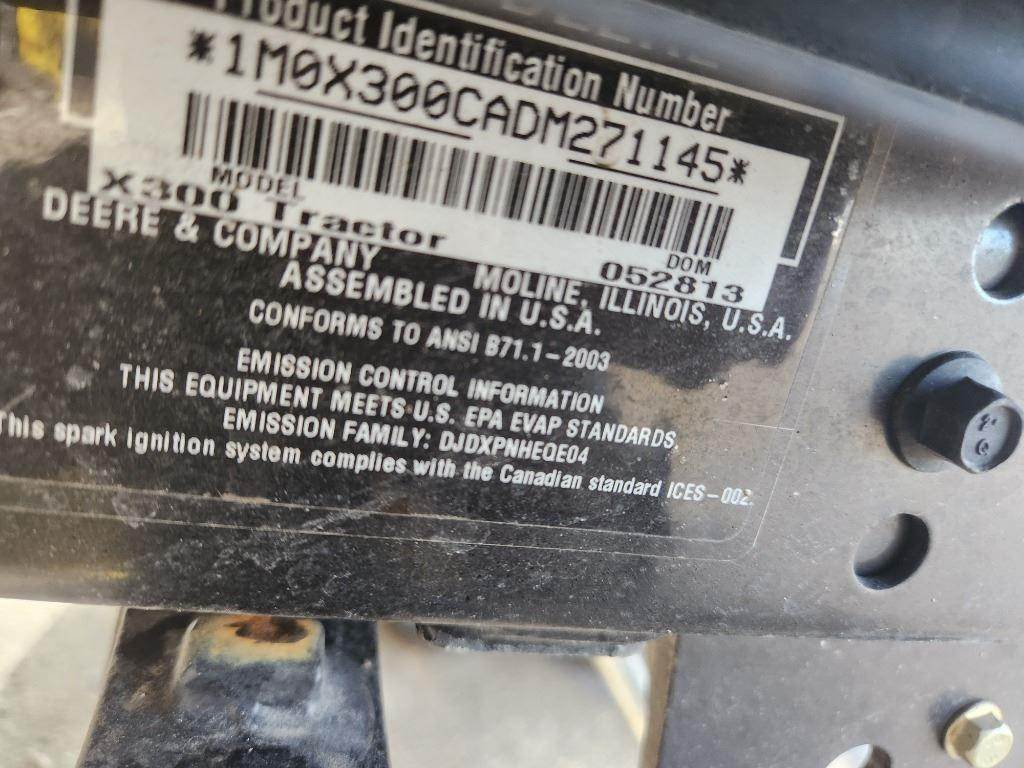 Product Identification Number
*1M0X300CADM271145*
MODEL
X300 Tractor
DOM
052813
DEERE & COMPANY
MOLINE, ILLINOIS, U.S.A.
ASSEMBLED IN U.S.A.
CONFORMS TO ANSI B71.1-2003
EMISSION CONTROL INFORMATION
THIS EQUIPMENT MEETS U.S. EPA EVAP STANDARDS,
EMISSION FAMILY: DJDXPNHEQE04
This spark ignition system complies with the Canadian standard ICES-002.